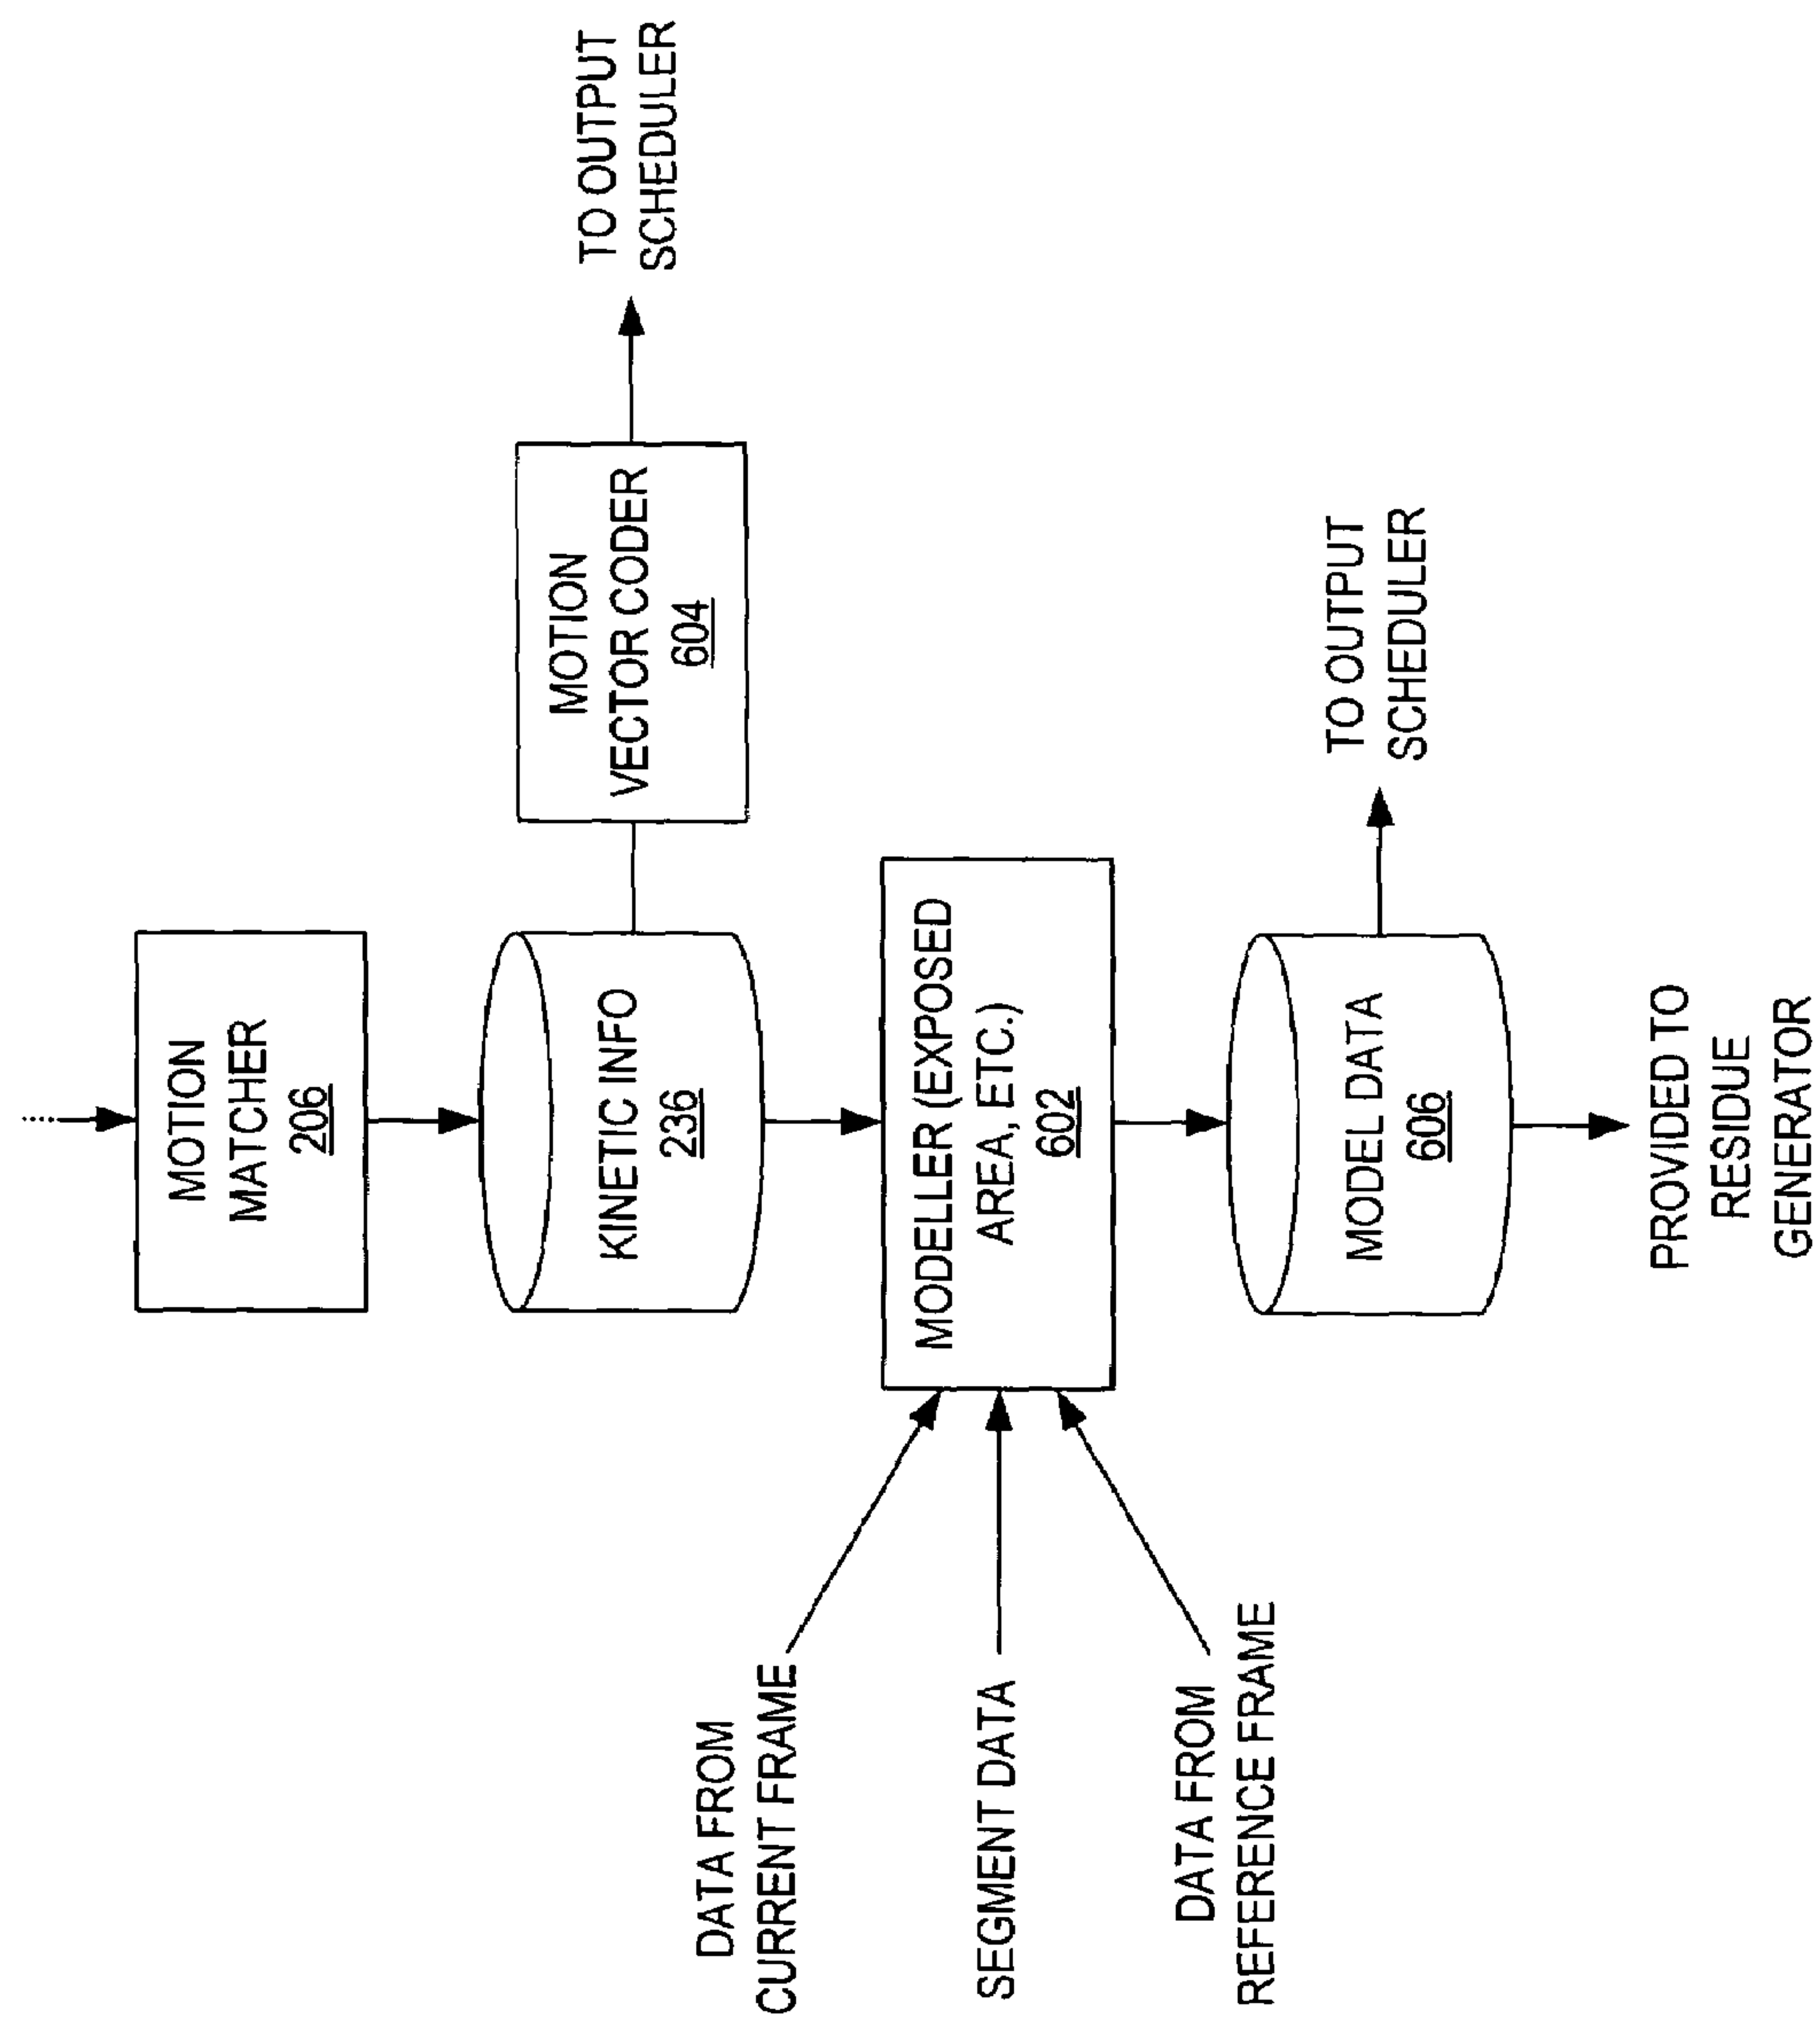 MOTION
MATCHER
206
KINETIC INFO
236
MOTION
VECTOR CODER
604
TO OUTPUT
SCHEDULER
DATA FROM
CURRENT FRAME
SEGMENT DATA
DATA FROM
REFERENCE FRAME
MODELLER (EXPOSED
AREA, ETC.)
602
MODEL DATA
606
TO OUTPUT
SCHEDULER
PROVIDED TO
RESIDUE
GENERATOR